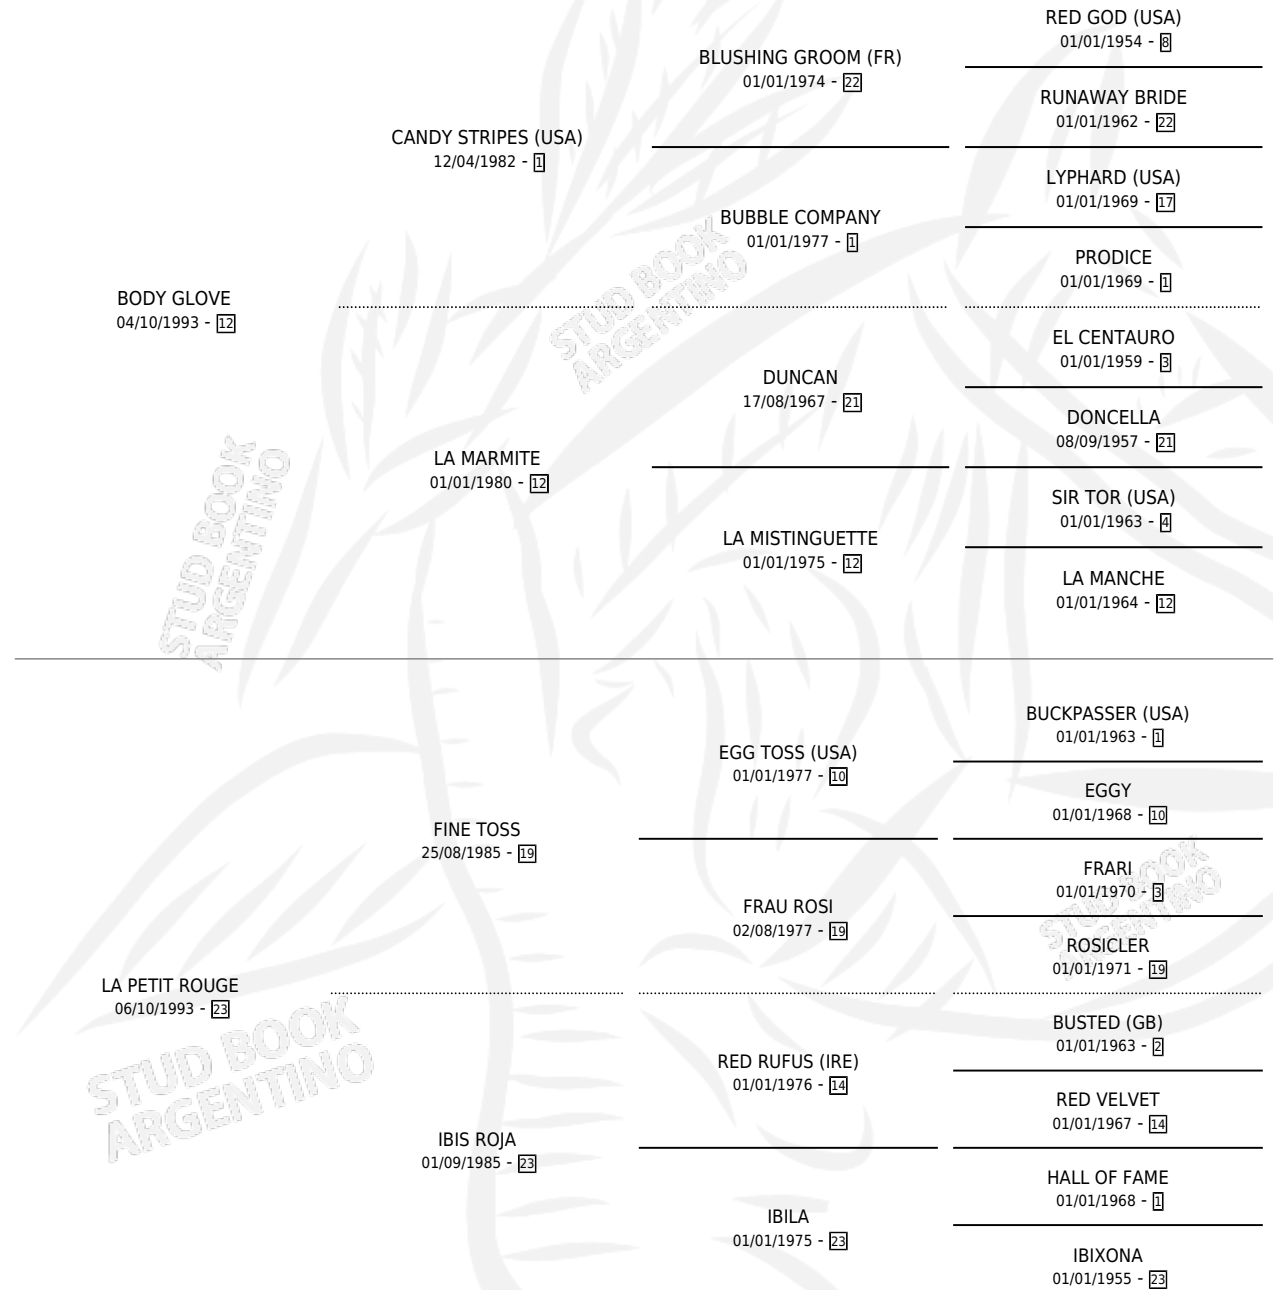 RED GOD (USA)
01/01/1954 - 8
BLUSHING GROOM (FR)
01/01/1974 - 22
RUNAWAY BRIDE
01/01/1962 - 22
CANDY STRIPES (USA)
12/04/1982 - 1
LYPHARD (USA)
01/01/1969 - 17
BUBBLE COMPANY
01/01/1977 - 1
PRODICE
01/01/1969 - 1
BODY GLOVE
04/10/1993 - 12
STUD BOOK
ARGENTINO
EL CENTAURO
01/01/1959 - 3
DUNCAN
17/08/1967 - 21
DONCELLA
08/09/1957 - 21
LA MARMITE
01/01/1980 - 12
SIR TOR (USA)
01/01/1963 - 4
LA MISTINGUETTE
01/01/1975 - 12
LA MANCHE
01/01/1964 - 12
STUD BOOK
ARGENTINO
BUCKPASSER (USA)
01/01/1963 - 1
EGG TOSS (USA)
01/01/1977 - 10
EGGY
01/01/1968 - 10
FINE TOSS
25/08/1985 - 19
FRARI
01/01/1970 - 3
FRAU ROSI
02/08/1977 - 19
ROSICLER
01/01/1971 - 19
STUD BOOK
ARGENTINO
LA PETIT ROUGE
06/10/1993 - 23
STUD BOOK
ARGENTINO
BUSTED (GB)
01/01/1963 - 2
RED RUFUS (IRE)
01/01/1976 - 14
RED VELVET
01/01/1967 - 14
IBIS ROJA
01/09/1985 - 23
HALL OF FAME
01/01/1968 - 1
IBILA
01/01/1975 - 23
IBIXONA
01/01/1955 - 23